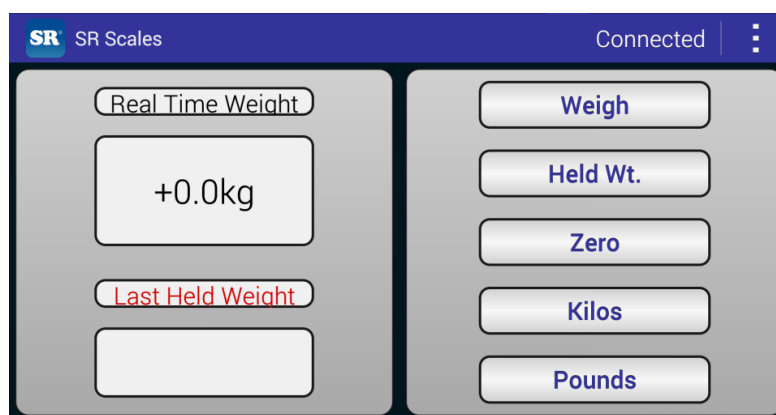 SR SR Scales Connected
Real Time Weight
+0.0kg
Last Held Weight
Weigh
Held Wt.
Zero
Kilos
Pounds